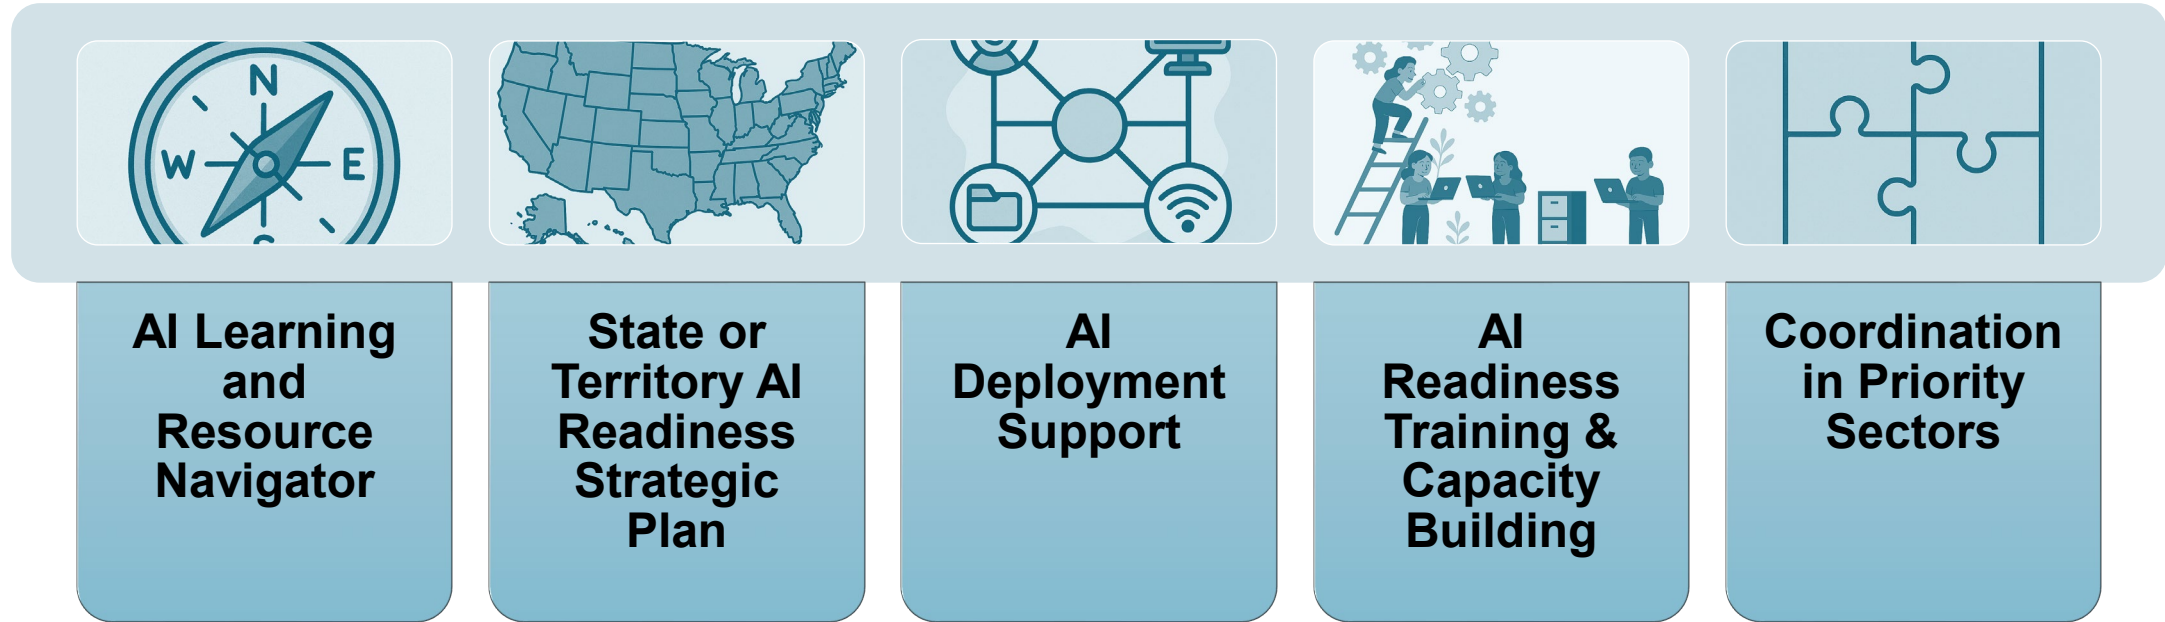 N
W
E
S
AI Learning
and
Resource
Navigator
State or
Territory AI
Readiness
Strategic
Plan
AI
Deployment
Support
AI
Readiness
Training &
Capacity
Building
Coordination
in Priority
Sectors